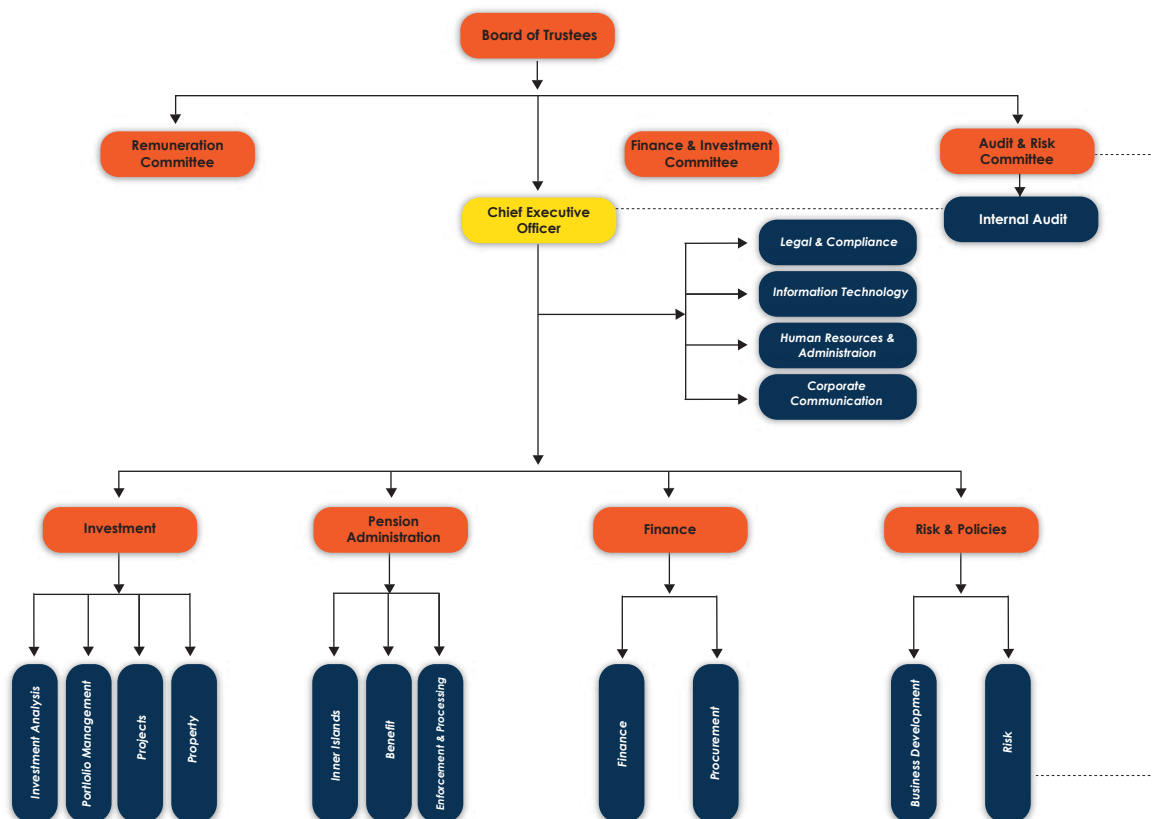 Board of Trustees
Remuneration
Committee
Finance & Investment
Committee
Audit & Risk
Committee
Chief Executive
Officer
Internal Audit
Legal & Compliance
Information Technology
Human Resources &
Administraion
Corporate
Communication
Investment
Pension
Administration
Finance
Risk & Policies
Investment Analysis
Portlolio Management
Projects
Property
Inner Islands
Benefit
Enforcement & Processing
Finance
Procurement
Business Development
Risk